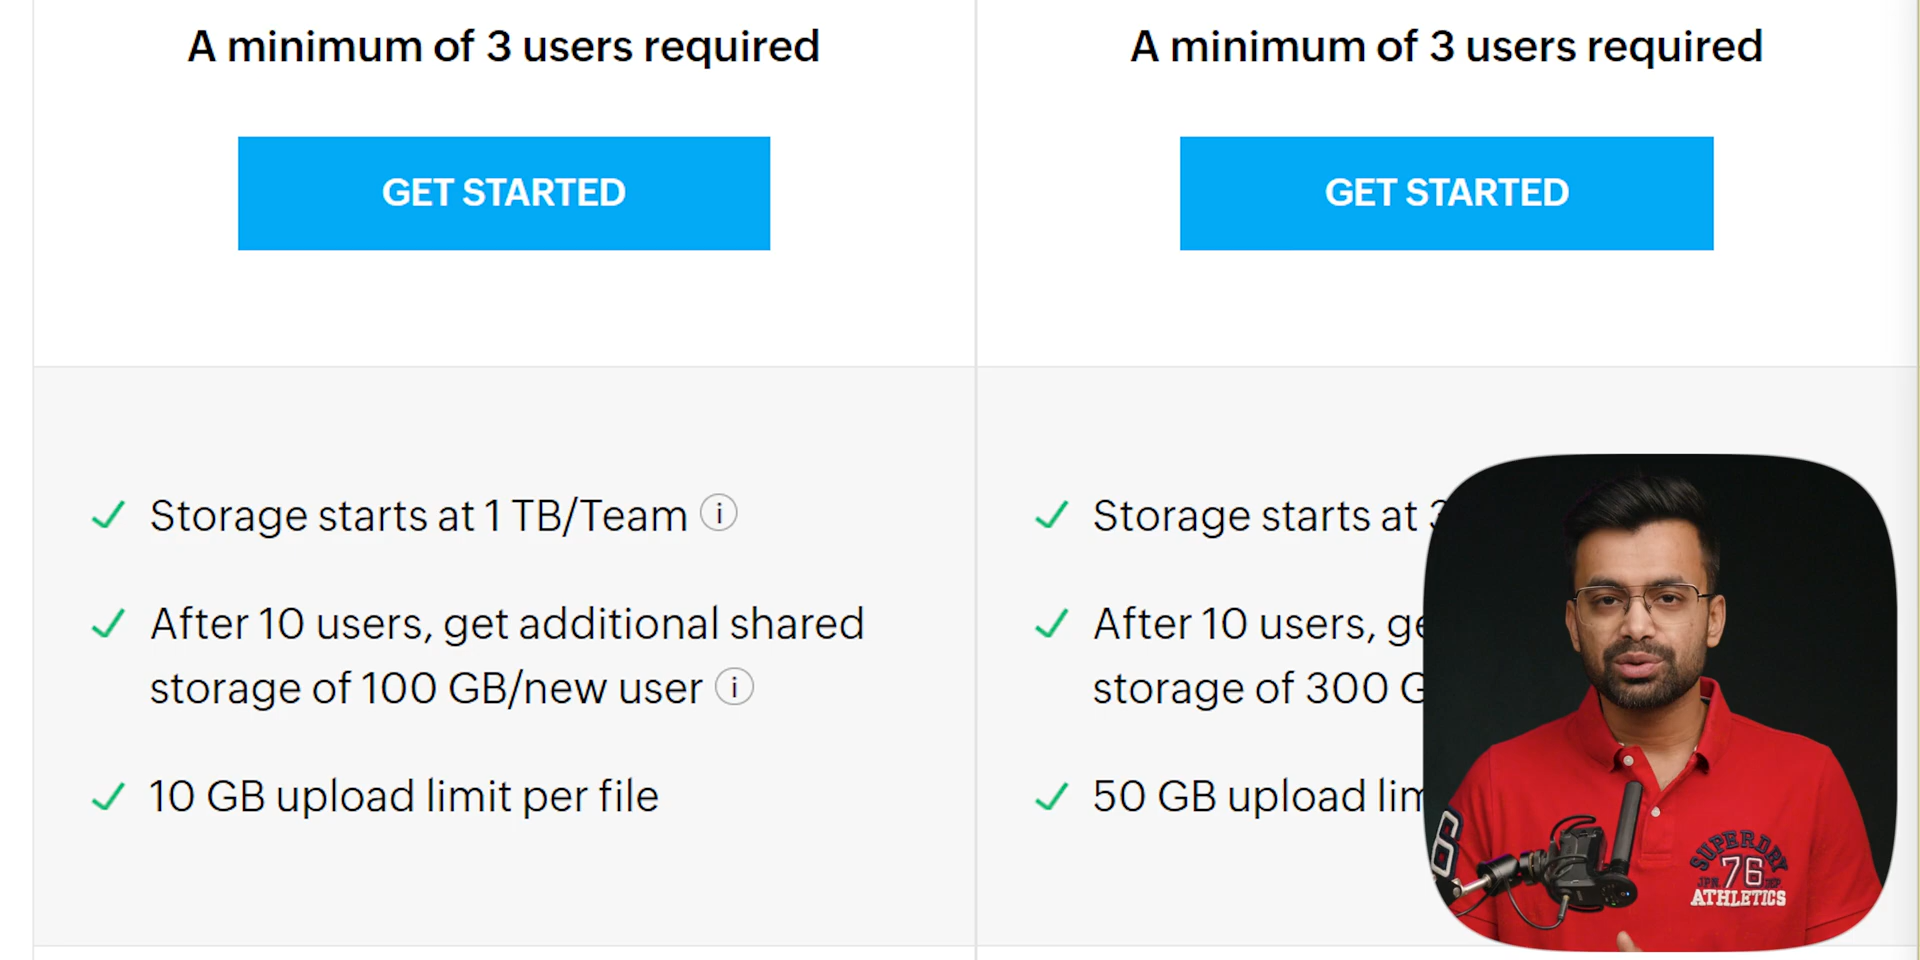 A minimum of 3 users required
GET STARTED
Storage starts at 1 TB/Team
After 10 users, get additional shared
storage of 100 GB/new user
10 GB upload limit per file
A minimum of 3 users required
GET STARTED
Storage starts at
After 10 users,
storage of 300
50 GB upload
SUPERDRY
76
ATHLETICS